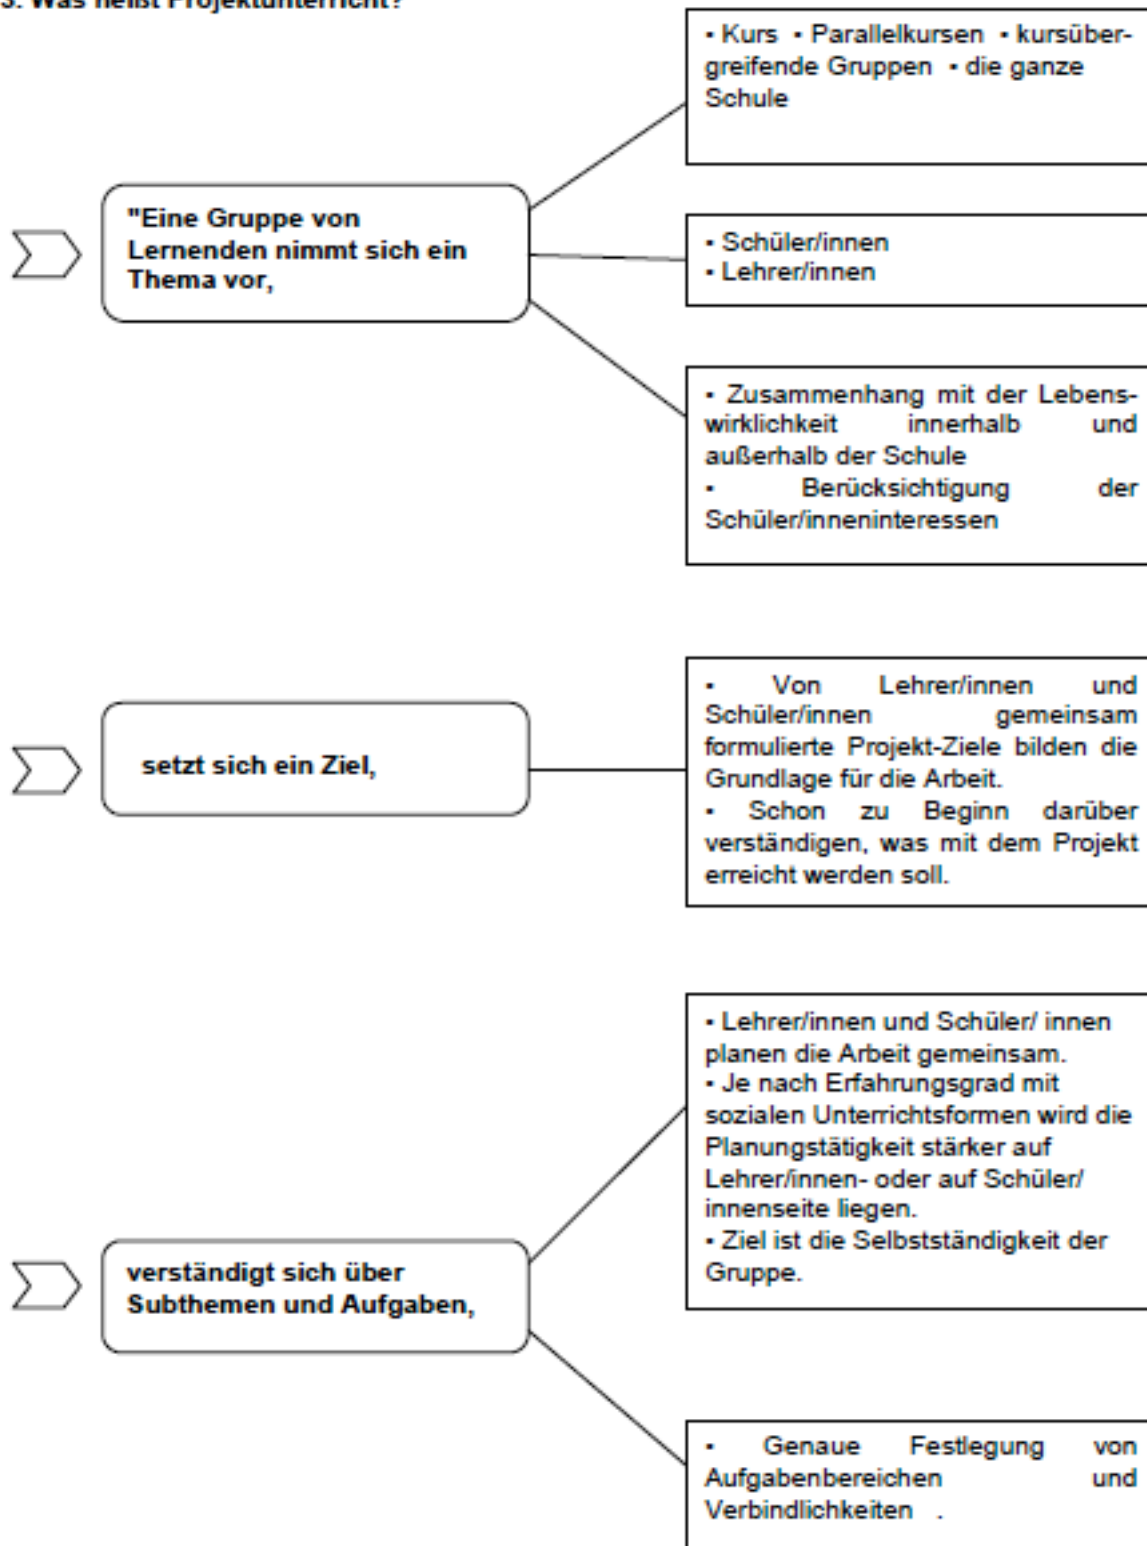 3. Was heißt Projektunterricht?
▪ Kurs ▪ Parallelkursen ▪ kursüber-
greifende Gruppen ▪ die ganze
Schule
"Eine Gruppe von
Lernenden nimmt sich ein
Thema vor,
▪ Schüler/innen
▪ Lehrer/innen
▪ Zusammenhang mit der Lebens-
wirklichkeit innerhalb und
außerhalb der Schule
▪ Berücksichtigung der
Schüler/inneninteressen
setzt sich ein Ziel,
▪ Von Lehrer/innen und
Schüler/innen gemeinsam
formulierte Projekt-Ziele bilden die
Grundlage für die Arbeit.
▪ Schon zu Beginn darüber
verständigen, was mit dem Projekt
erreicht werden soll.
verständigt sich über
Subthemen und Aufgaben,
▪ Lehrer/innen und Schüler/ innen
planen die Arbeit gemeinsam.
▪ Je nach Erfahrungsgrad mit
sozialen Unterrichtsformen wird die
Planungstätigkeit stärker auf
Lehrer/innen- oder auf Schüler/
innenseite liegen.
▪ Ziel ist die Selbstständigkeit der
Gruppe.
▪ Genaue Festlegung von
Aufgabenbereichen und
Verbindlichkeiten .